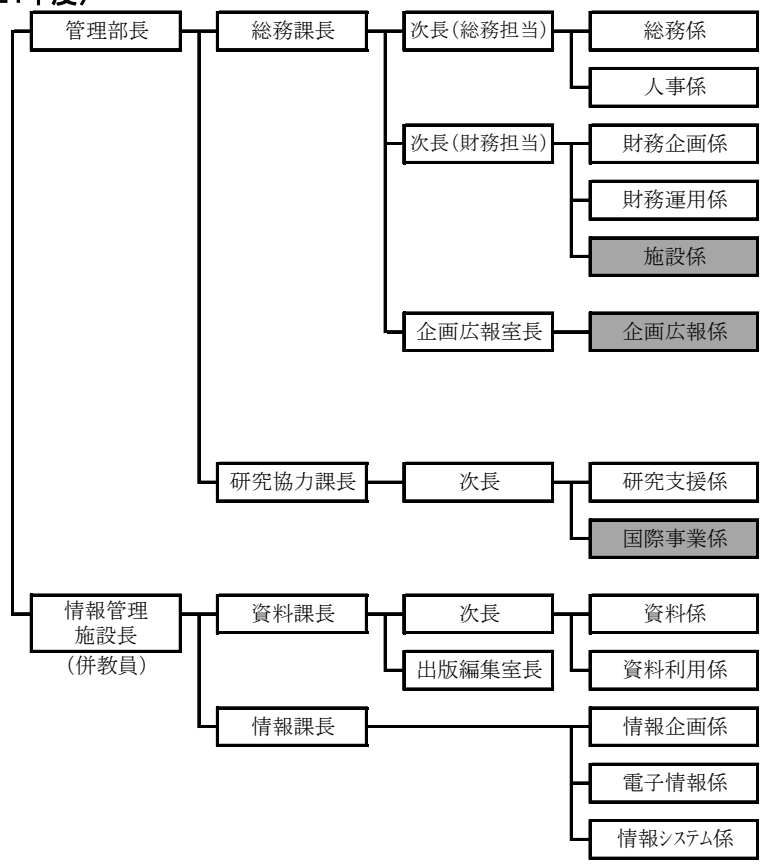 管理部長
総務課長
次長(総務担当)
総務係
人事係
次長(財務担当)
財務企画係
財務運用係
施設係
企画広報室長
企画広報係
研究協力課長
次長
研究支援係
国際事業係
情報管理
施設長
(併教員)
資料課長
次長
資料係
出版編集室長
資料利用係
情報課長
情報企画係
電子情報係
情報システム係